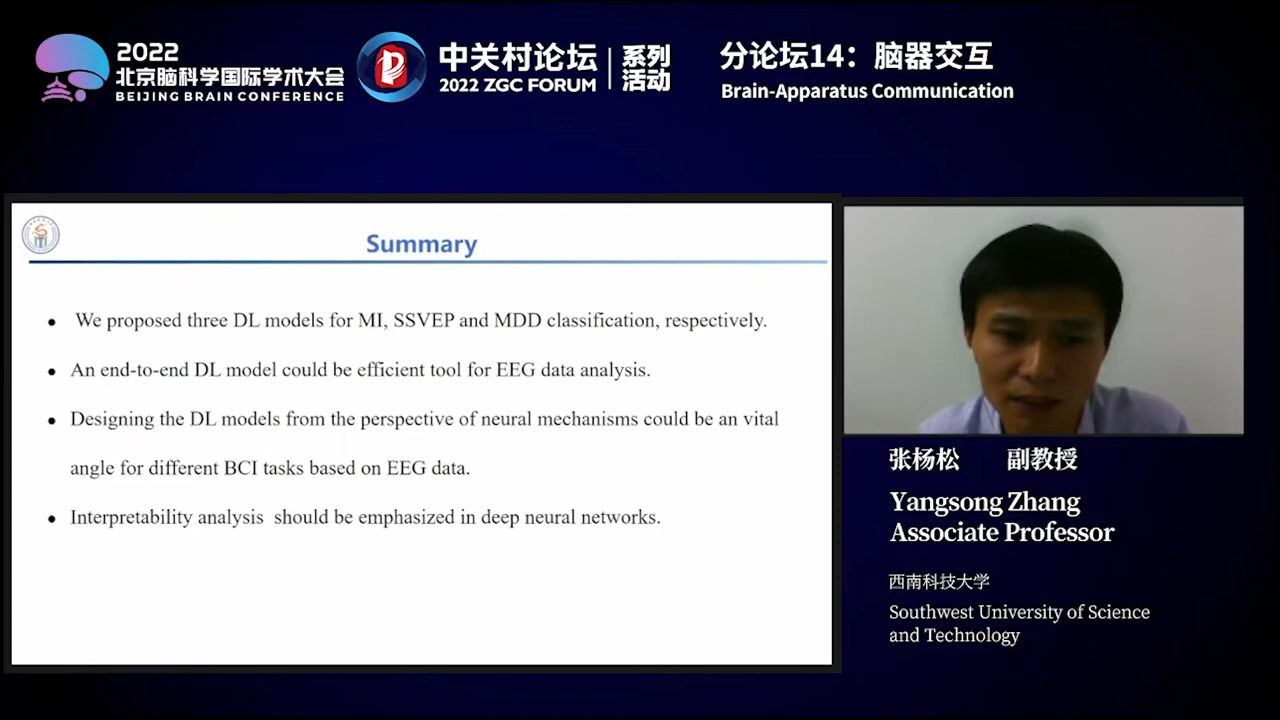 2022
北京脑科学国际学术大会
BEIJING BRAIN CONFERENCE
中关村论坛
2022 ZGC FORUM
系列
活动
分论坛14：脑器交互
Brain-Apparatus Communication
Summary
• We proposed three DL models for MI, SSVEP and MDD classification, respectively.
• An end-to-end DL model could be efficient tool for EEG data analysis.
• Designing the DL models from the perspective of neural mechanisms could be an vital
angle for different BCI tasks based on EEG data.
• Interpretability analysis should be emphasized in deep neural networks.
张杨松 副教授
Yangsong Zhang
Associate Professor
西南科技大学
Southwest University of Science
and Technology